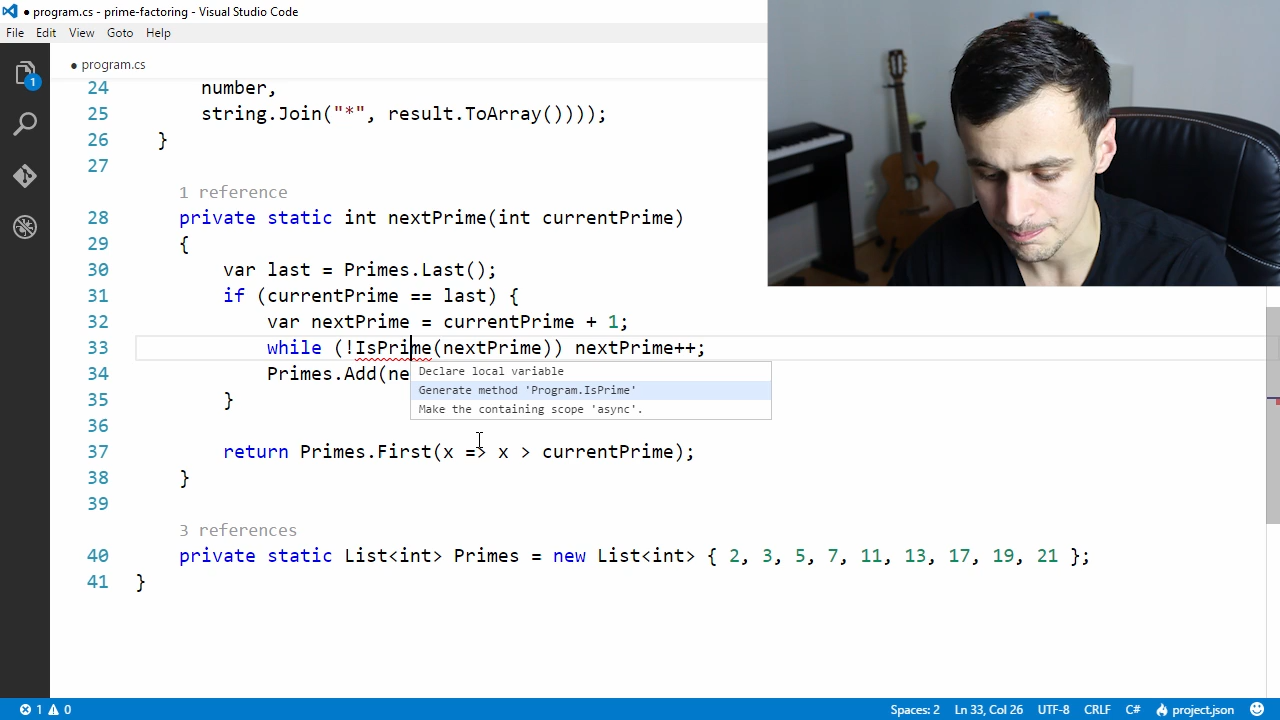 ● program.cs - prime-factoring - Visual Studio Code
File Edit View Goto Help
1
● program.cs
24 number,
25 string.Join("*", result.ToArray())));
26 }
27
1 reference
28 private static int nextPrime(int currentPrime)
29 {
30 var last = Primes.Last();
31 if (currentPrime == last) {
32 var nextPrime = currentPrime + 1;
33 while (!IsPrime(nextPrime)) nextPrime++;
Declare local variable
34 Primes.Add(ne
Generate method 'Program.IsPrime'
35 }
Make the containing scope 'async'.
36
37 return Primes.First(x => x > currentPrime);
38 }
39
3 references
40 private static List<int> Primes = new List<int> { 2, 3, 5, 7, 11, 13, 17, 19, 21 };
41 }
1 0 Spaces: 2 Ln 33, Col 26 UTF-8 CRLF C# project.json